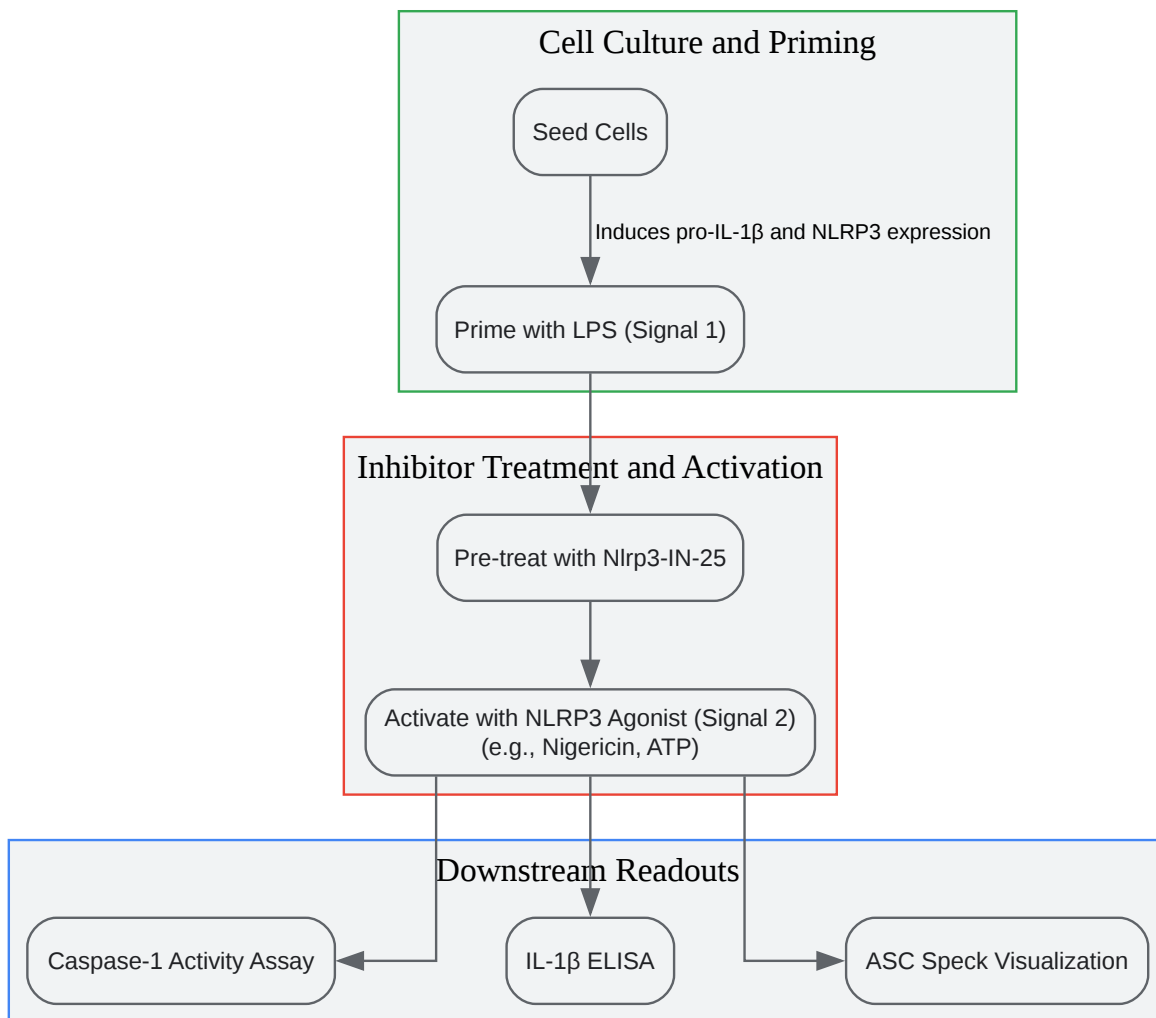 Cell Culture and Priming
Seed Cells
Induces pro-IL-1β and NLRP3 expression
Prime with LPS (Signal 1)
Inhibitor Treatment and Activation
Pre-treat with Nlrp3-IN-25
Activate with NLRP3 Agonist (Signal 2)
(e.g., Nigericin, ATP)
Downstream Readouts
Caspase-1 Activity Assay
IL-1β ELISA
ASC Speck Visualization